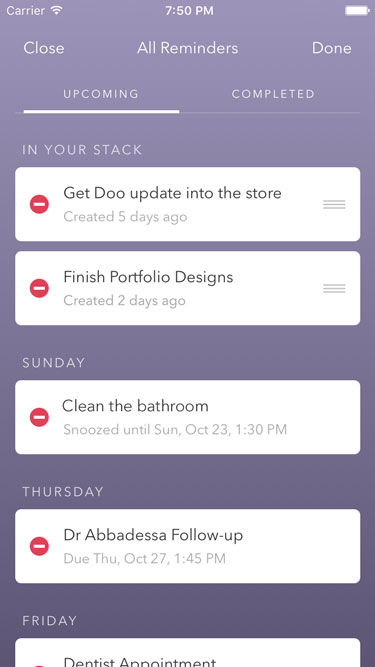 Carrier 7:50 PM
Close All Reminders Done
UPCOMING COMPLETED
IN YOUR STACK
Get Doo update into the store
Created 5 days ago
Finish Portfolio Designs
Created 2 days ago
SUNDAY
Clean the bathroom
Snoozed until Sun, Oct 23, 1:30 PM
THURSDAY
Dr Abbadessa Follow-up
Due Thu, Oct 27, 1:45 PM
FRIDAY
Dentist Appointment